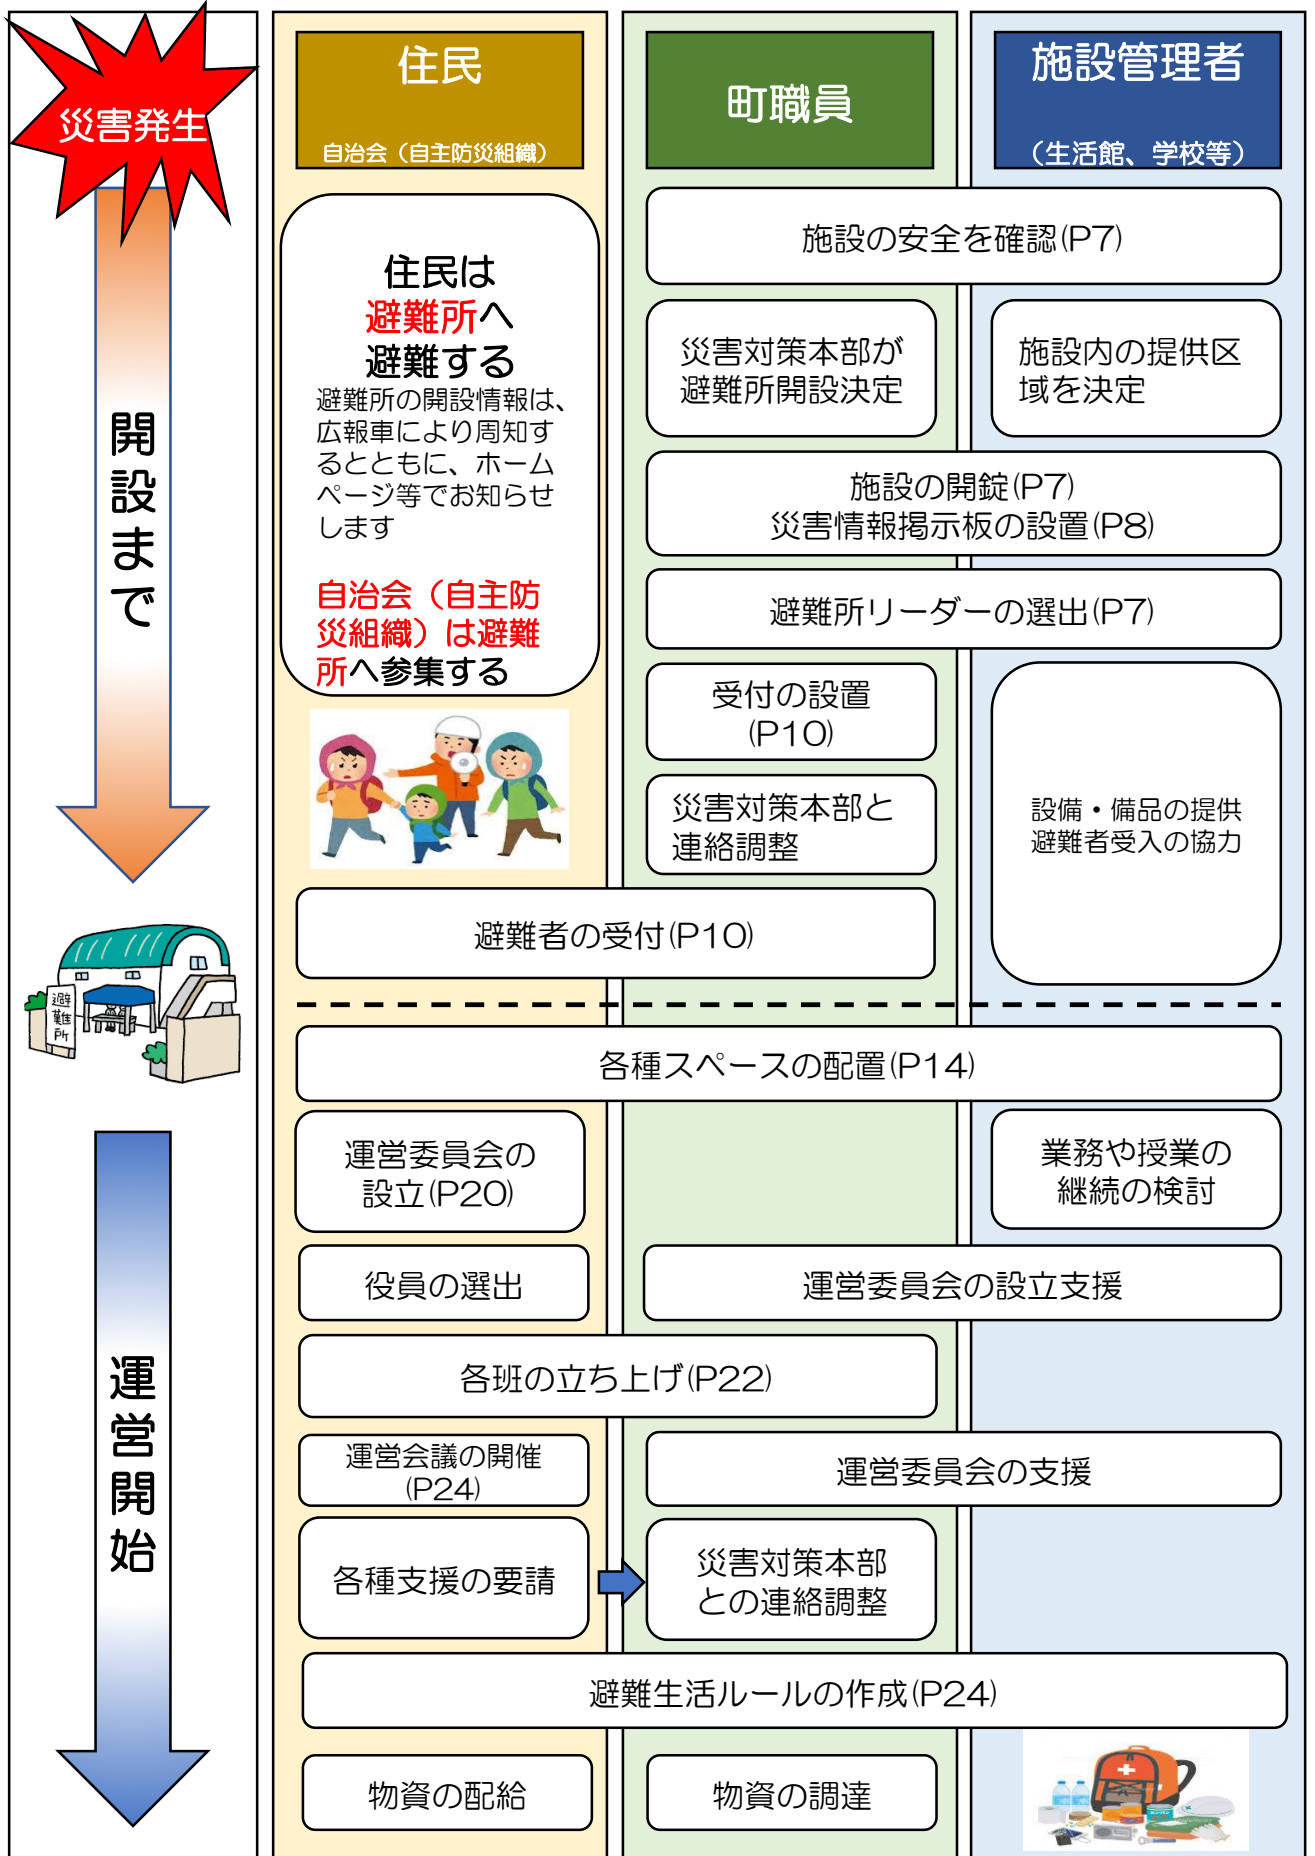 災害発生
住民
自治会（自主防災組織）
町職員
施設管理者
（生活館、学校等）
開設まで
住民は
避難所へ
避難する
避難所の開設情報は、
広報車により周知す
るとともに、ホーム
ページ等でお知らせ
します
自治会（自主防
災組織）は避難
所へ参集する
施設の安全を確認(P7)
災害対策本部が
避難所開設決定
施設内の提供区
域を決定
施設の開錠(P7)
災害情報掲示板の設置(P8)
避難所リーダーの選出(P7)
受付の設置
(P10)
災害対策本部と
連絡調整
設備・備品の提供
避難者受入の協力
避難者の受付(P10)
避難所
各種スペースの配置(P14)
運営開始
運営委員会の
設立(P20)
業務や授業の
継続の検討
役員の選出
運営委員会の設立支援
各班の立ち上げ(P22)
運営会議の開催
(P24)
運営委員会の支援
各種支援の要請
災害対策本部
との連絡調整
避難生活ルールの作成(P24)
物資の配給
物資の調達